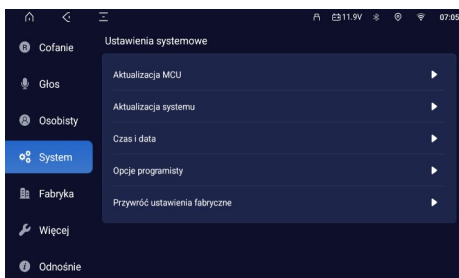 11.9V 07:05
Cofanie
Głos
Osobisty
System
Fabryka
Więcej
Odnośnie
Ustawienia systemowe
Aktualizacja MCU
Aktualizacja systemu
Czas i data
Opcje programisty
Przywróć ustawienia fabryczne